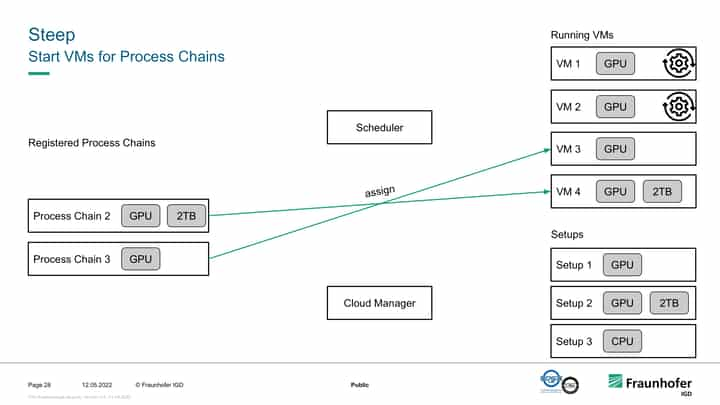 Steep
Start VMs for Process Chains
Running VMs
VM 1 GPU
VM 2 GPU
Scheduler
Registered Process Chains
VM 3 GPU
assign
VM 4 GPU 2TB
Process Chain 2 GPU 2TB
Setups
Process Chain 3 GPU
Setup 1 GPU
Cloud Manager
Setup 2 GPU 2TB
Setup 3 CPU
Page 28 12.05.2022 © Fraunhofer IGD Public
Fraunhofer
IGD